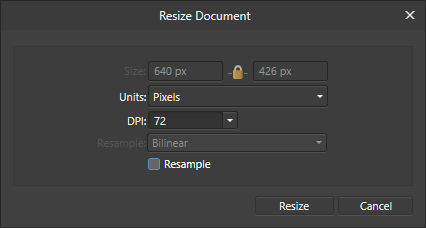 Resize Document
Size: 640 px 426 px
Units: Pixels
DPI: 72
Resample: Bilinear
Resample
Resize Cancel